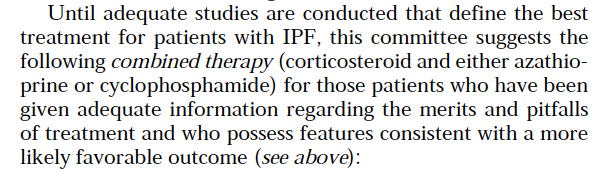 Until adequate studies are conducted that define the best
treatment for patients with IPF, this committee suggests the
following combined therapy (corticosteroid and either azathio-
prine or cyclophosphamide) for those patients who have been
given adequate information regarding the merits and pitfalls
of treatment and who possess features consistent with a more
likely favorable outcome (see above):